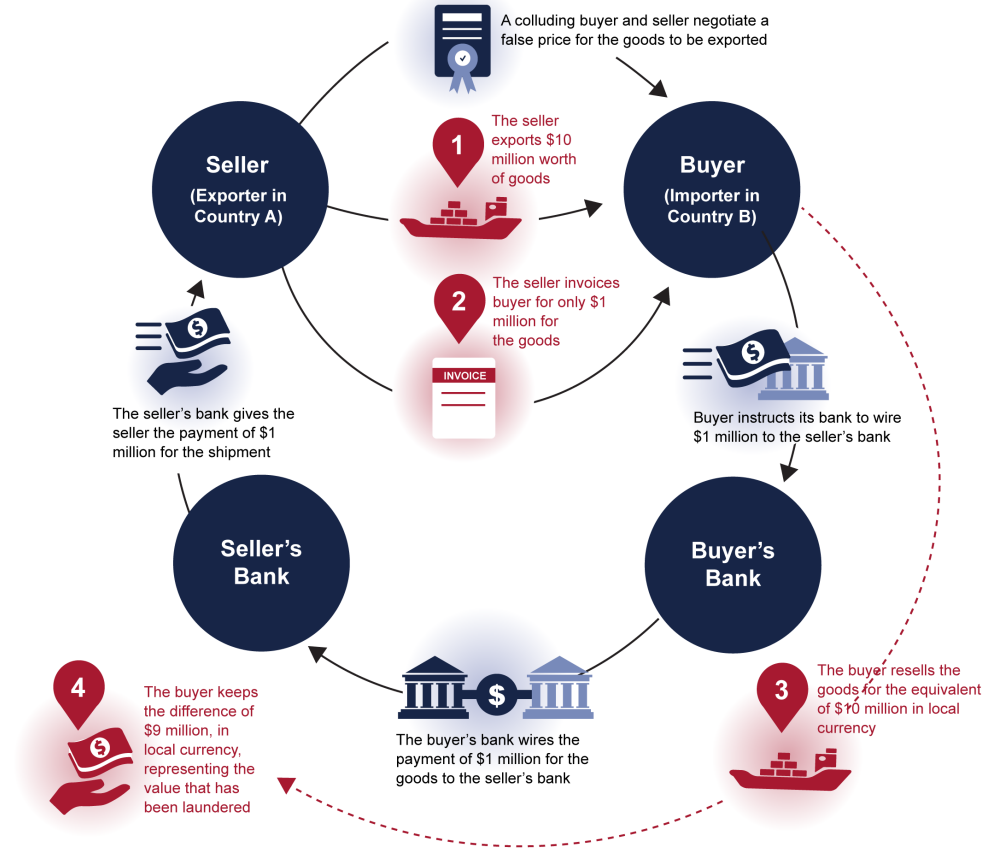 A colluding buyer and seller negotiate a
false price for the goods to be exported
Seller
(Exporter in
Country A)
1
The seller
exports $10
million worth
of goods
Buyer
(Importer in
Country B)
2
The seller invoices
buyer for only $1
million for
the goods
INVOICE
$
The seller’s bank gives the
seller the payment of $1
million for the shipment
$
Buyer instructs its bank to wire
$1 million to the seller’s bank
Seller’s
Bank
Buyer’s
Bank
$
The buyer’s bank wires the
payment of $1 million for the
goods to the seller’s bank
3
The buyer resells the
goods for the equivalent
of $10 million in local
currency
4
$
The buyer keeps
the difference of
$9 million, in
local currency,
representing the
value that has
been laundered